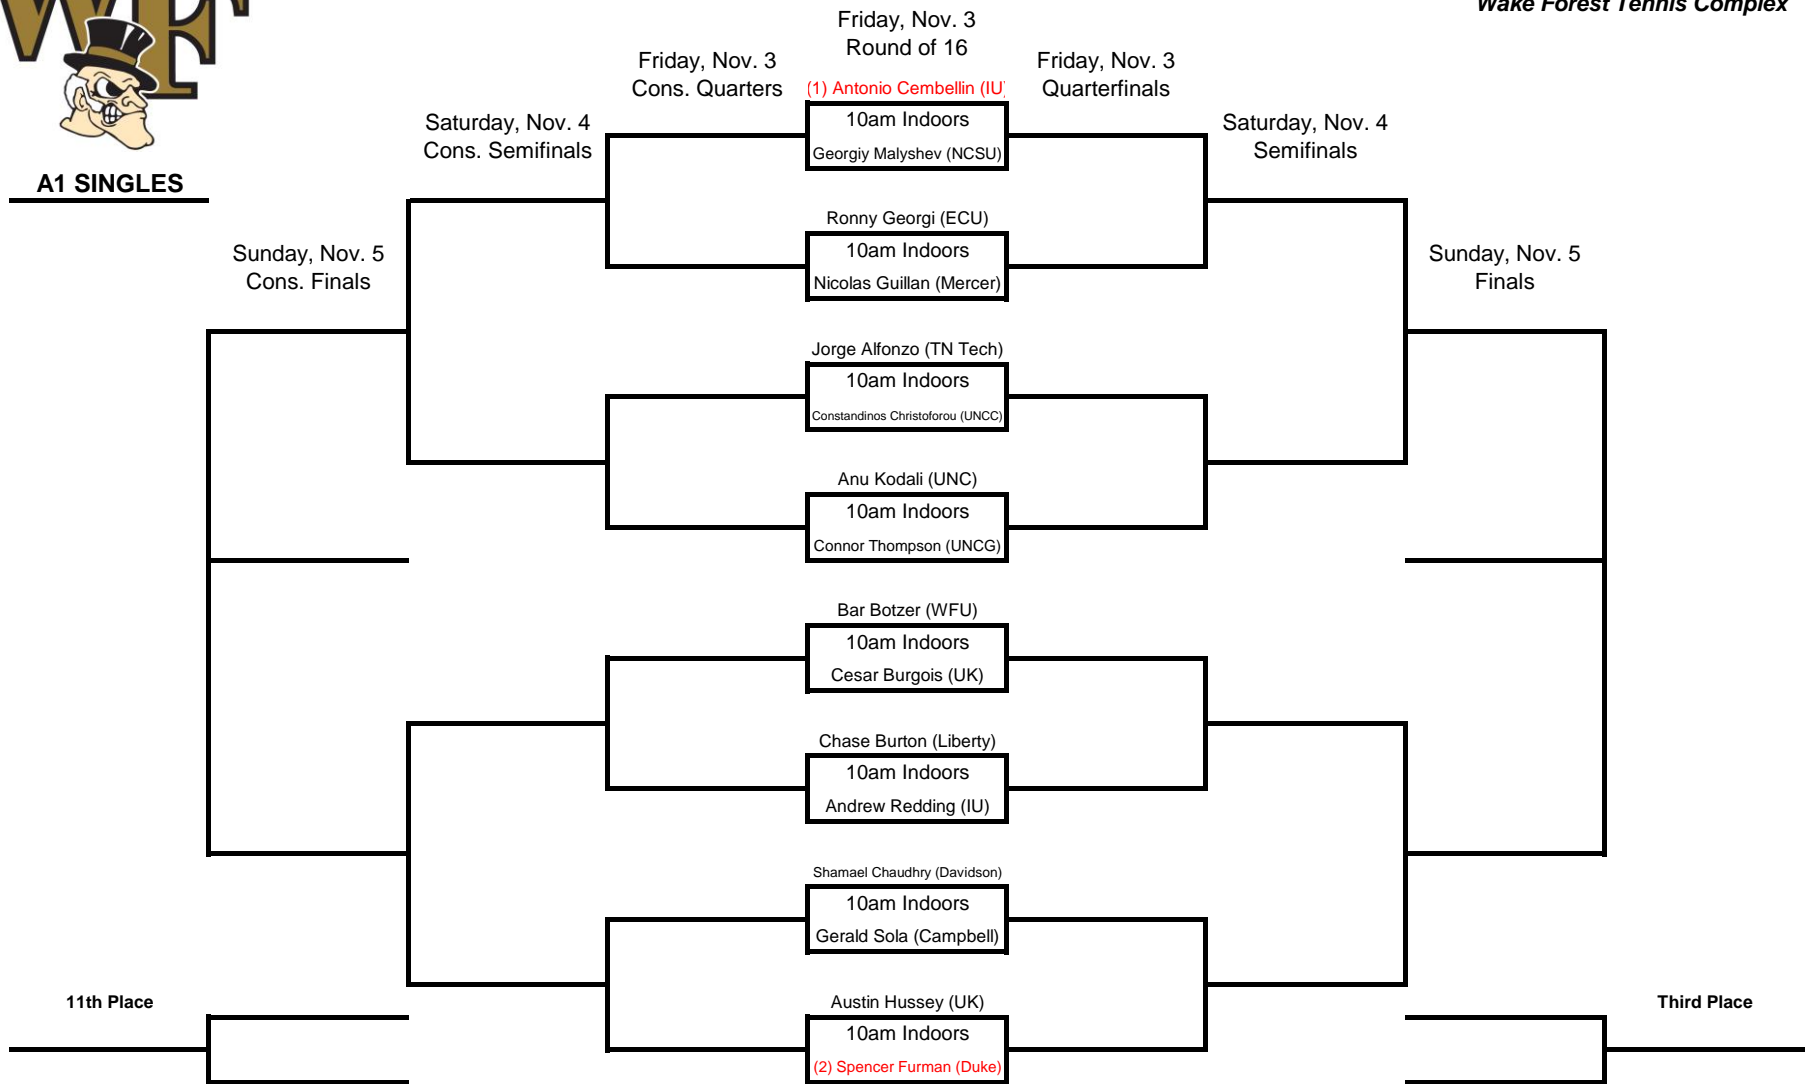 WF
Wake Forest Tennis Complex
Friday, Nov. 3
Round of 16
Friday, Nov. 3
Cons. Quarters
Friday, Nov. 3
Quarterfinals
(1) Antonio Cembellin (IU)
10am Indoors
Georgiy Malyshev (NCSU)
Saturday, Nov. 4
Cons. Semifinals
Saturday, Nov. 4
Semifinals
A1 SINGLES
Ronny Georgi (ECU)
10am Indoors
Nicolas Guillan (Mercer)
Sunday, Nov. 5
Cons. Finals
Sunday, Nov. 5
Finals
Jorge Alfonzo (TN Tech)
10am Indoors
Constandinos Christoforou (UNCC)
Anu Kodali (UNC)
10am Indoors
Connor Thompson (UNCG)
Bar Botzer (WFU)
10am Indoors
Cesar Burgois (UK)
Chase Burton (Liberty)
10am Indoors
Andrew Redding (IU)
Shamael Chaudhry (Davidson)
10am Indoors
Gerald Sola (Campbell)
11th Place
Austin Hussey (UK)
10am Indoors
(2) Spencer Furman (Duke)
Third Place